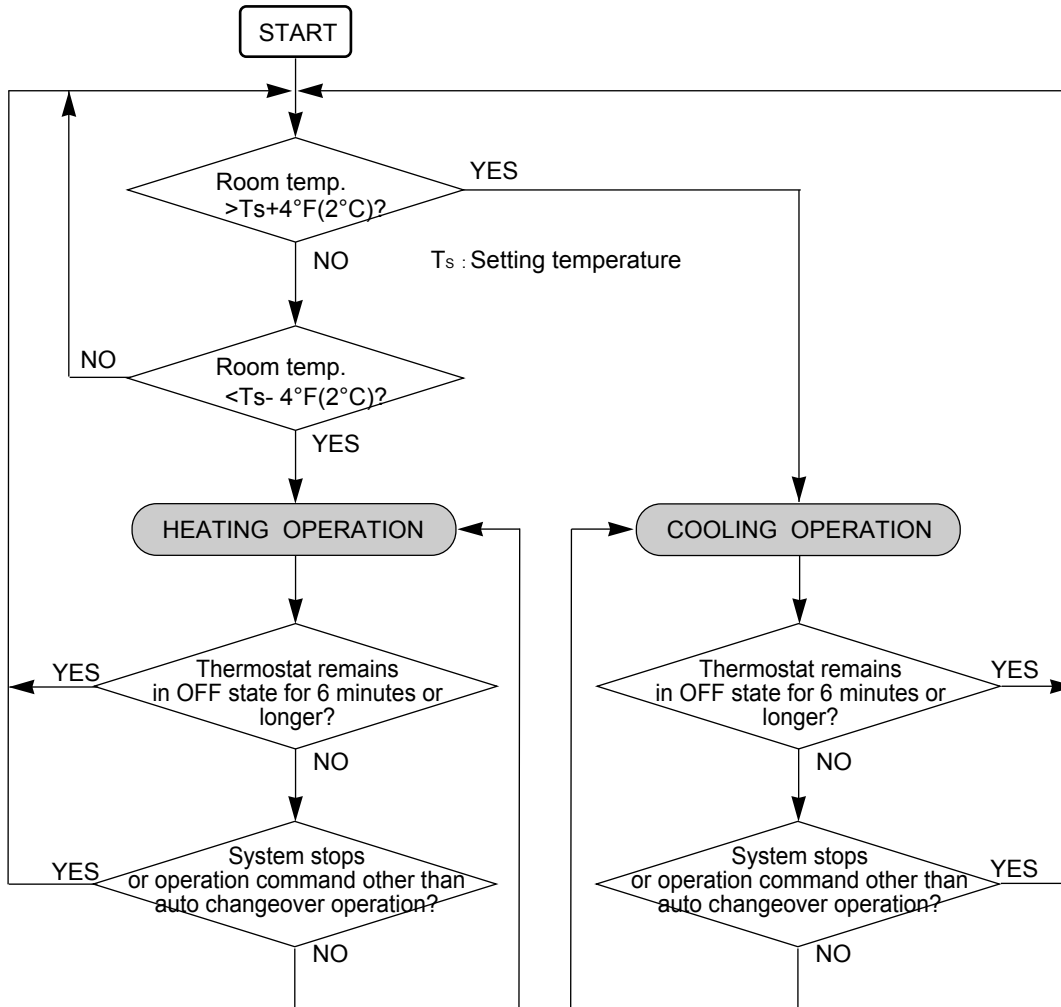 START
Room temp.
>Ts+4°F(2°C)?
YES
NO
Ts : Setting temperature
NO
Room temp.
<Ts- 4°F(2°C)?
YES
HEATING OPERATION
COOLING OPERATION
YES
Thermostat remains
in OFF state for 6 minutes or
longer?
NO
Thermostat remains
in OFF state for 6 minutes or
longer?
YES
NO
YES
System stops
or operation command other than
auto changeover operation?
NO
System stops
or operation command other than
auto changeover operation?
YES
NO